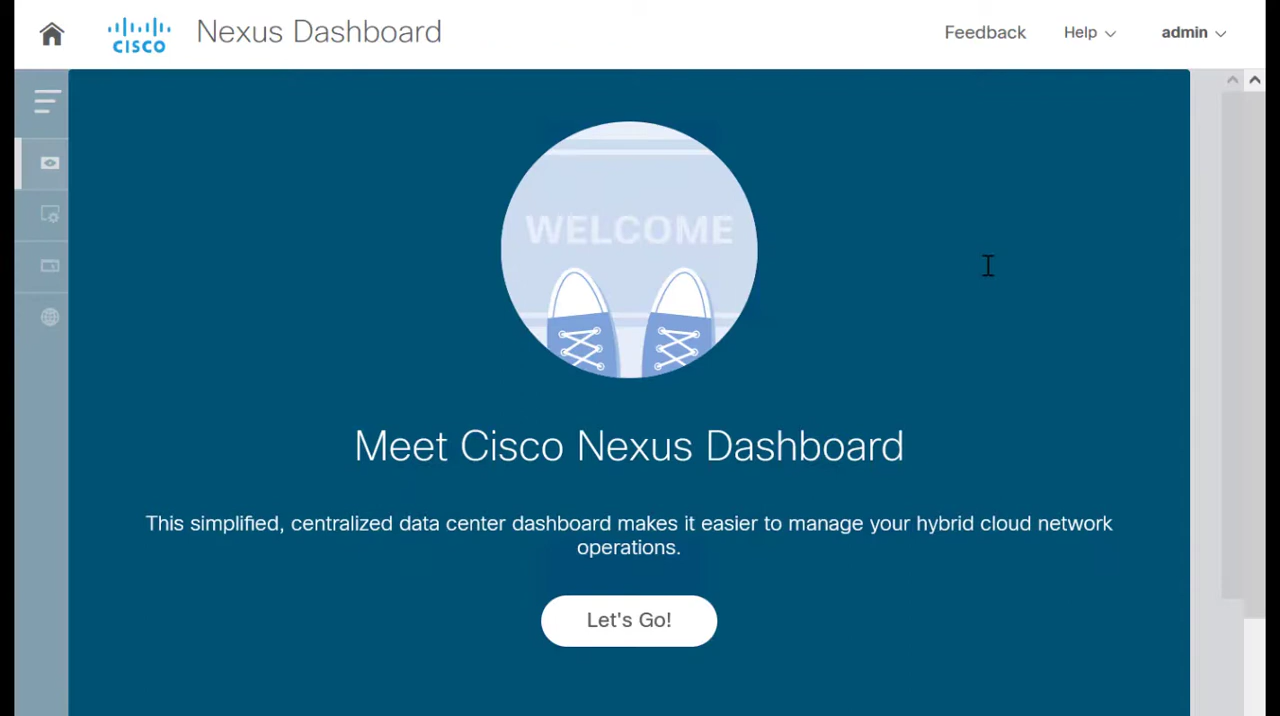 CISCO Nexus Dashboard Feedback Help admin
WELCOME
Meet Cisco Nexus Dashboard
This simplified, centralized data center dashboard makes it easier to manage your hybrid cloud network
operations.
Let's Go!